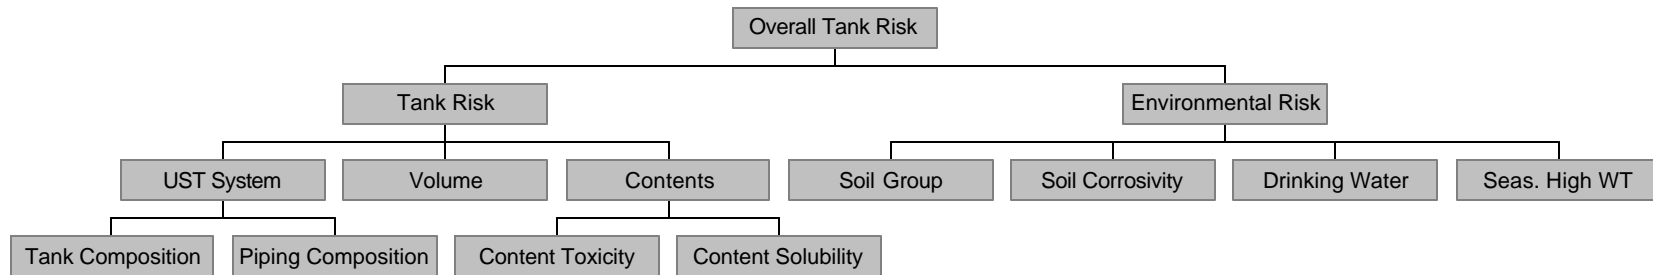 Overall Tank Risk
Tank Risk
Environmental Risk
UST System
Volume
Contents
Soil Group
Soil Corrosivity
Drinking Water
Seas. High WT
Tank Composition
Piping Composition
Content Toxicity
Content Solubility